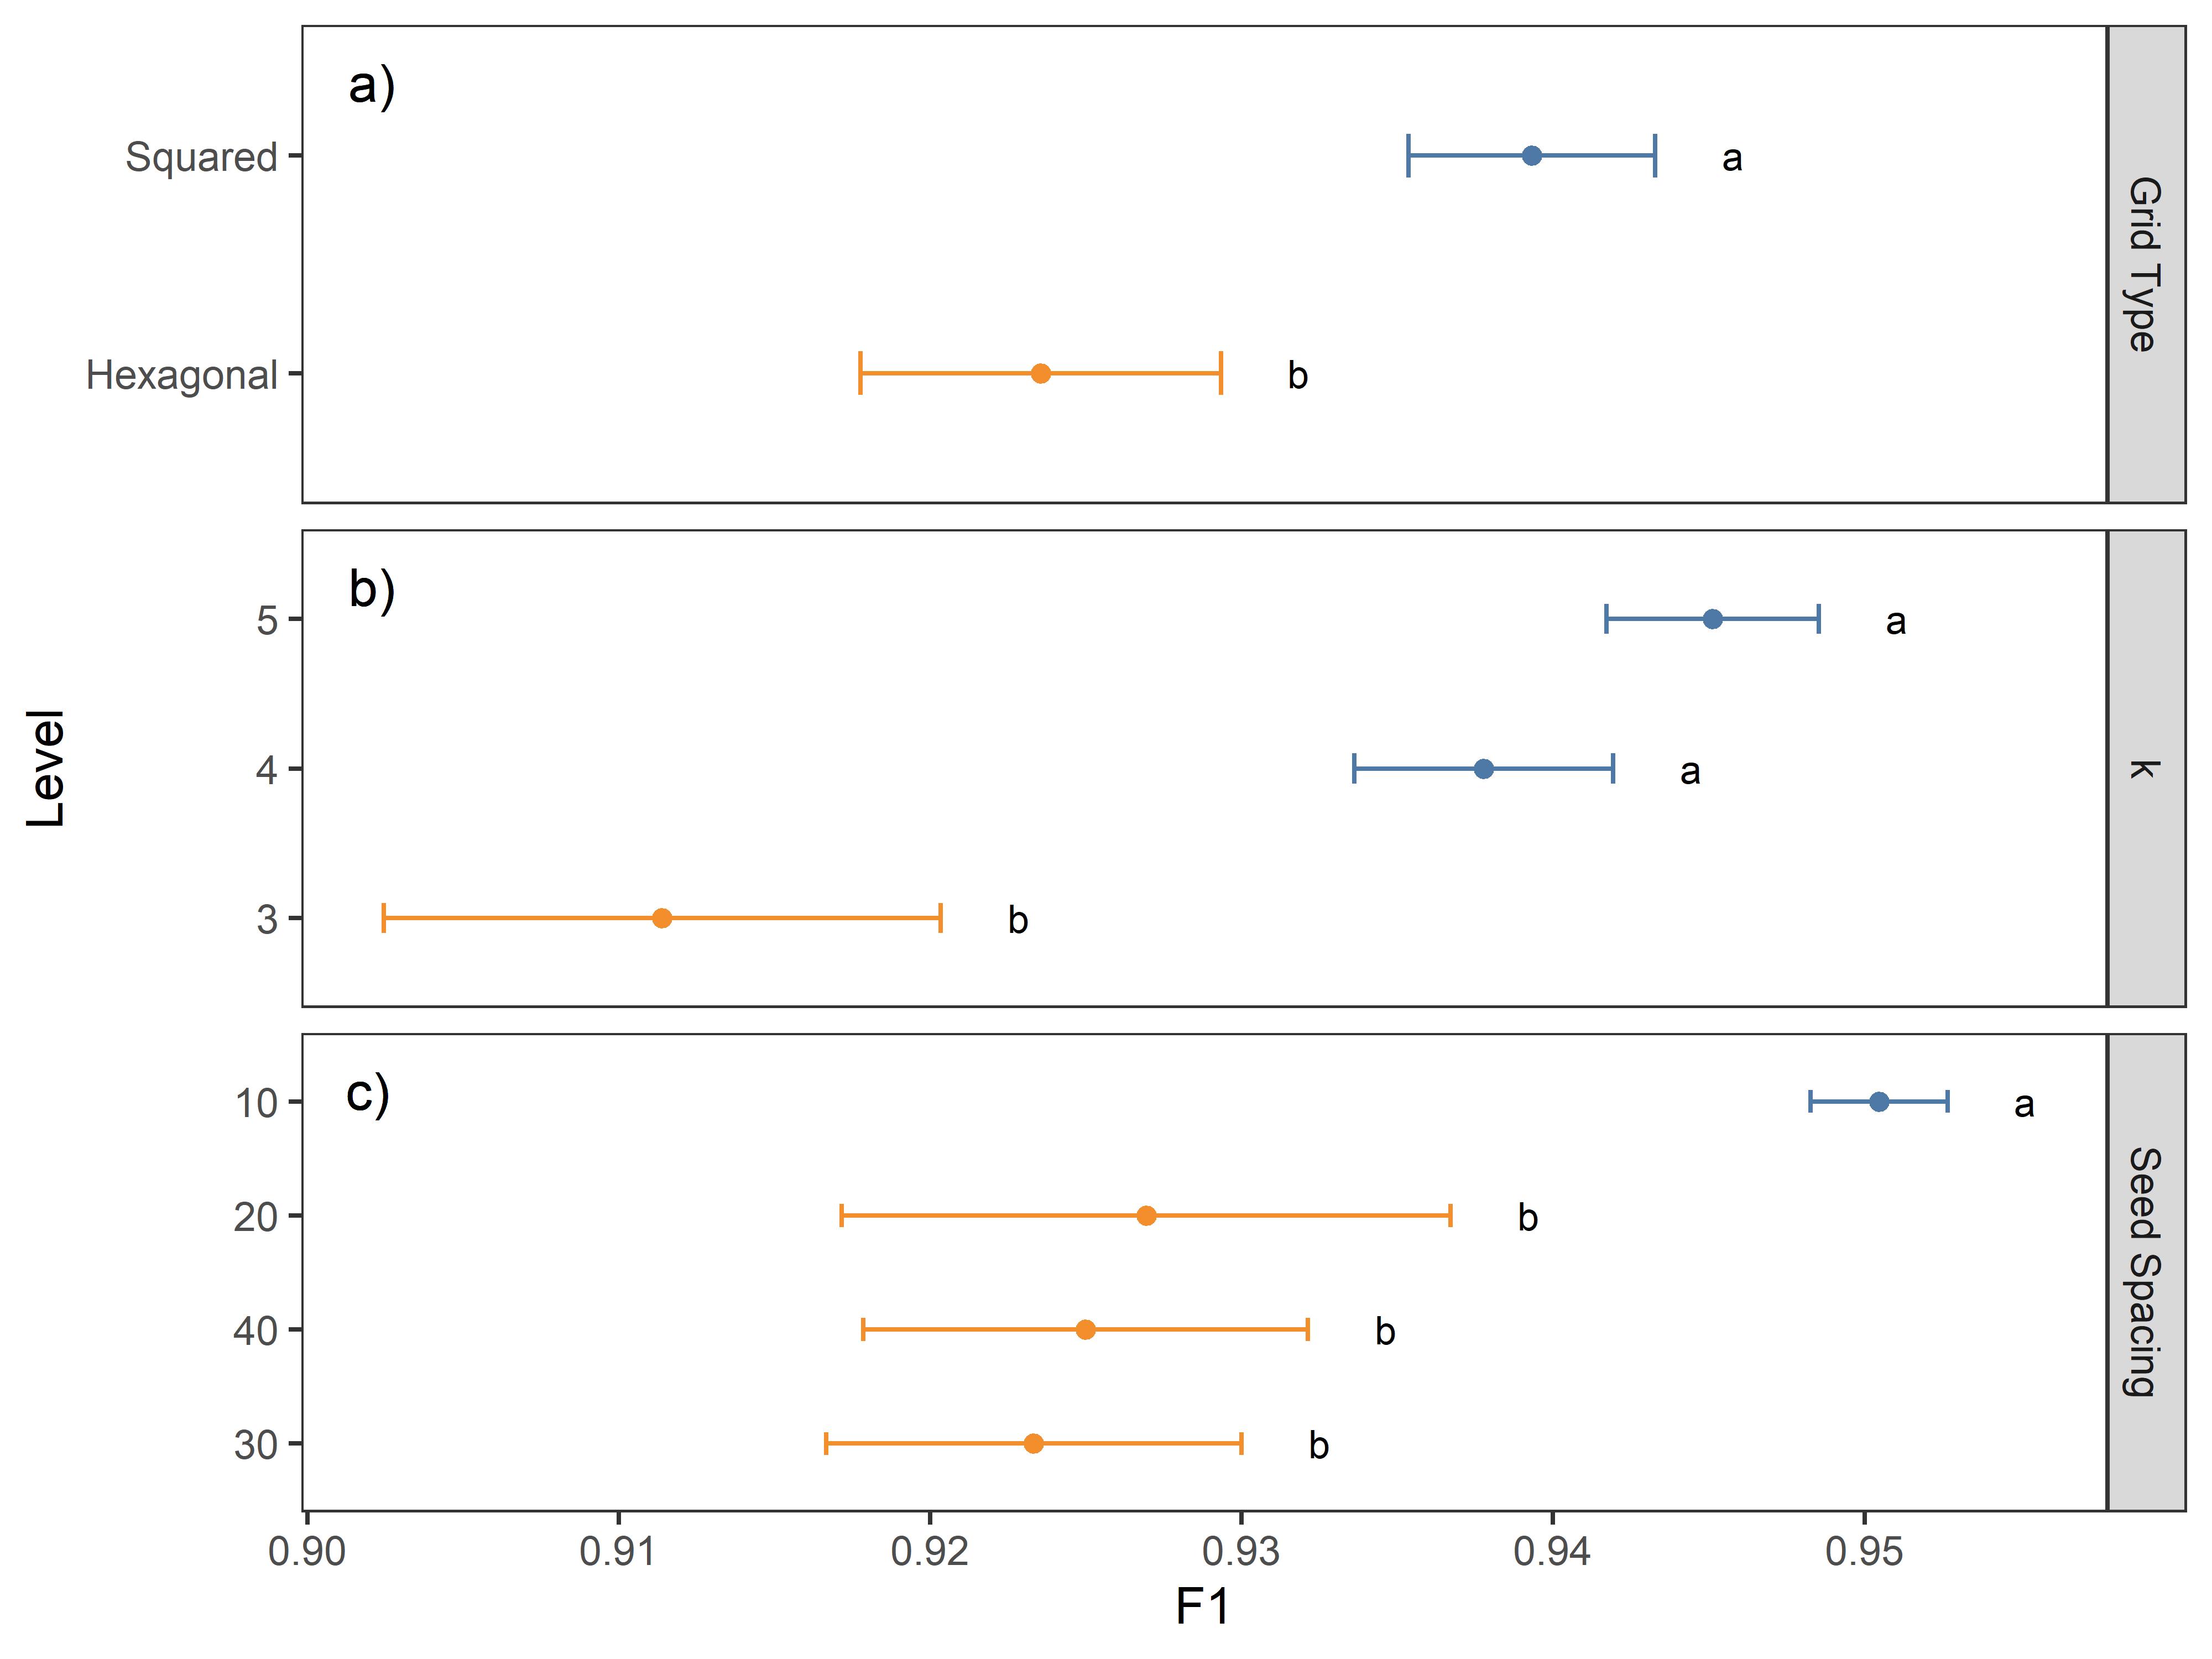 a)
Squared
a
Hexagonal
b
Grid Type
b)
5
a
4
a
3
b
k
Level
c)
10
a
20
b
40
b
30
b
Seed Spacing
0.90 0.91 0.92 0.93 0.94 0.95
F1